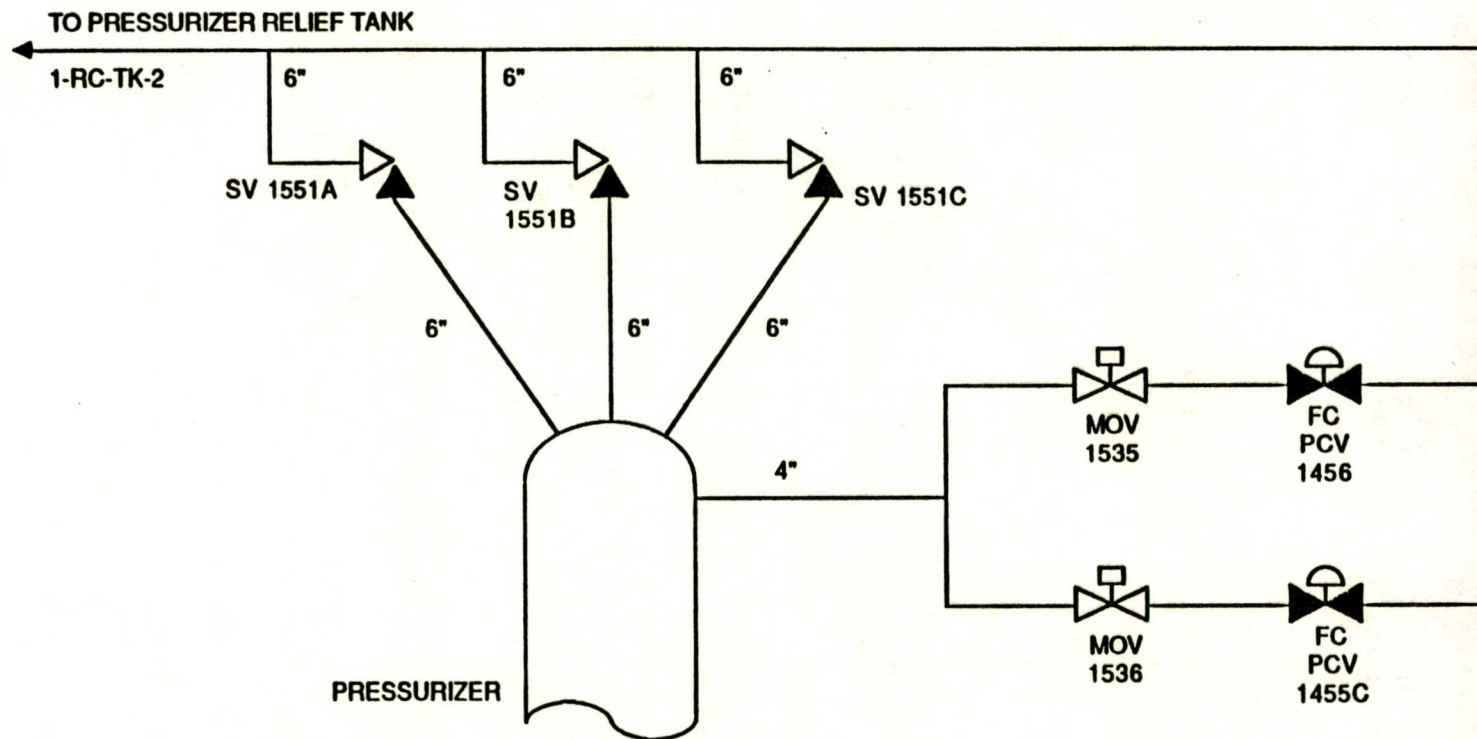 TO PRESSURIZER RELIEF TANK
1-RC-TK-2
6"
6"
6"
SV 1551A
SV
1551B
SV 1551C
6"
6"
6"
MOV
1535
FC
PCV
1456
4"
MOV
1536
FC
PCV
1455C
PRESSURIZER